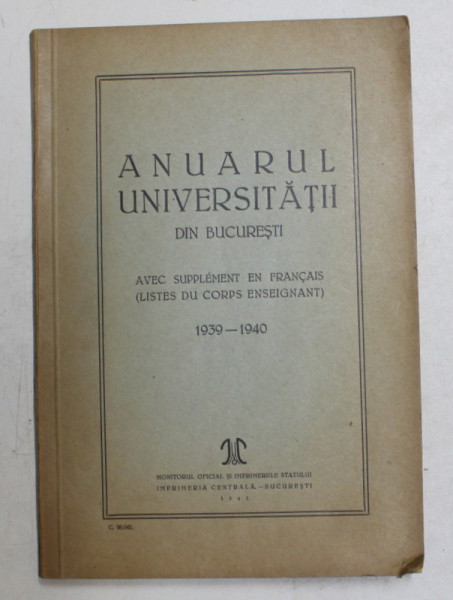 ANUARUL
UNIVERSITĂȚII
DIN BUCUREȘTI
AVEC SUPPLÉMENT EN FRANÇAIS
(LISTES DU CORPS ENSEIGNANT)
1939—1940
MONITORUL OFICIAL ȘI IMPRIMERIILE STATULUI
IMPRIMERIA CENTRALĂ.—BUCUREȘTI
C.